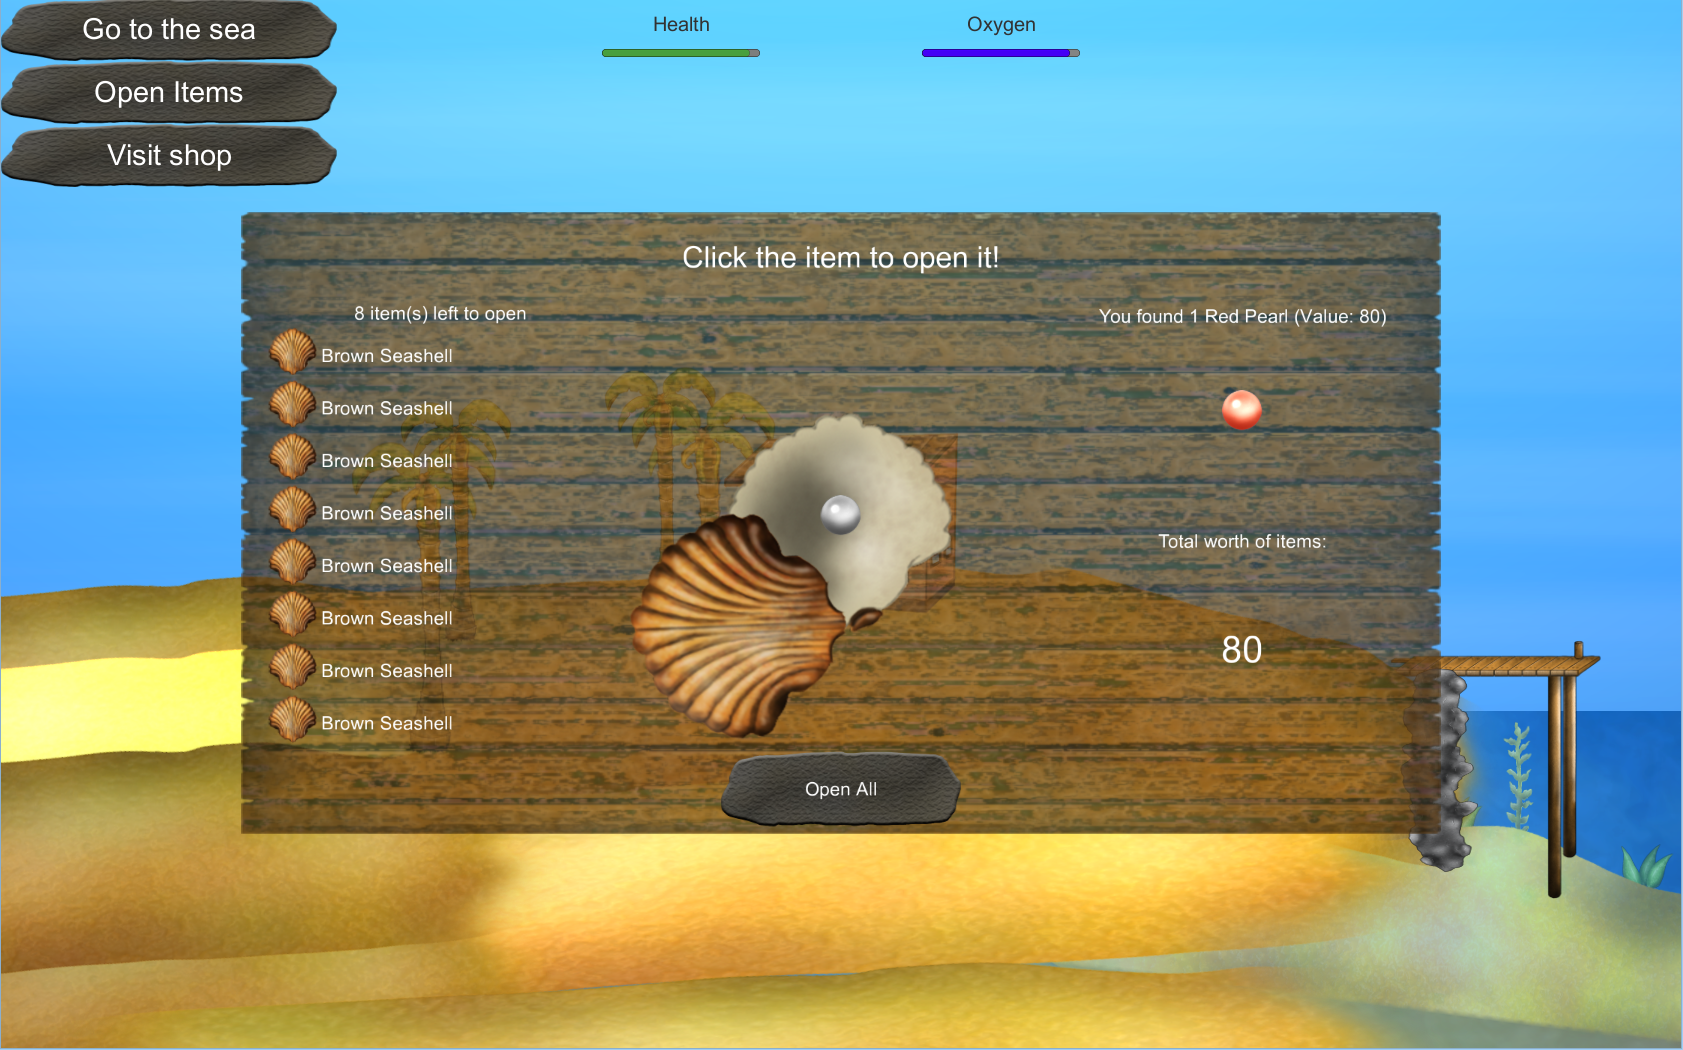 Go to the sea
Open Items
Visit shop
Health
Oxygen
Click the item to open it!
8 item(s) left to open
Brown Seashell
Brown Seashell
Brown Seashell
Brown Seashell
Brown Seashell
Brown Seashell
Brown Seashell
Brown Seashell
You found 1 Red Pearl (Value: 80)
Total worth of items:
80
Open All